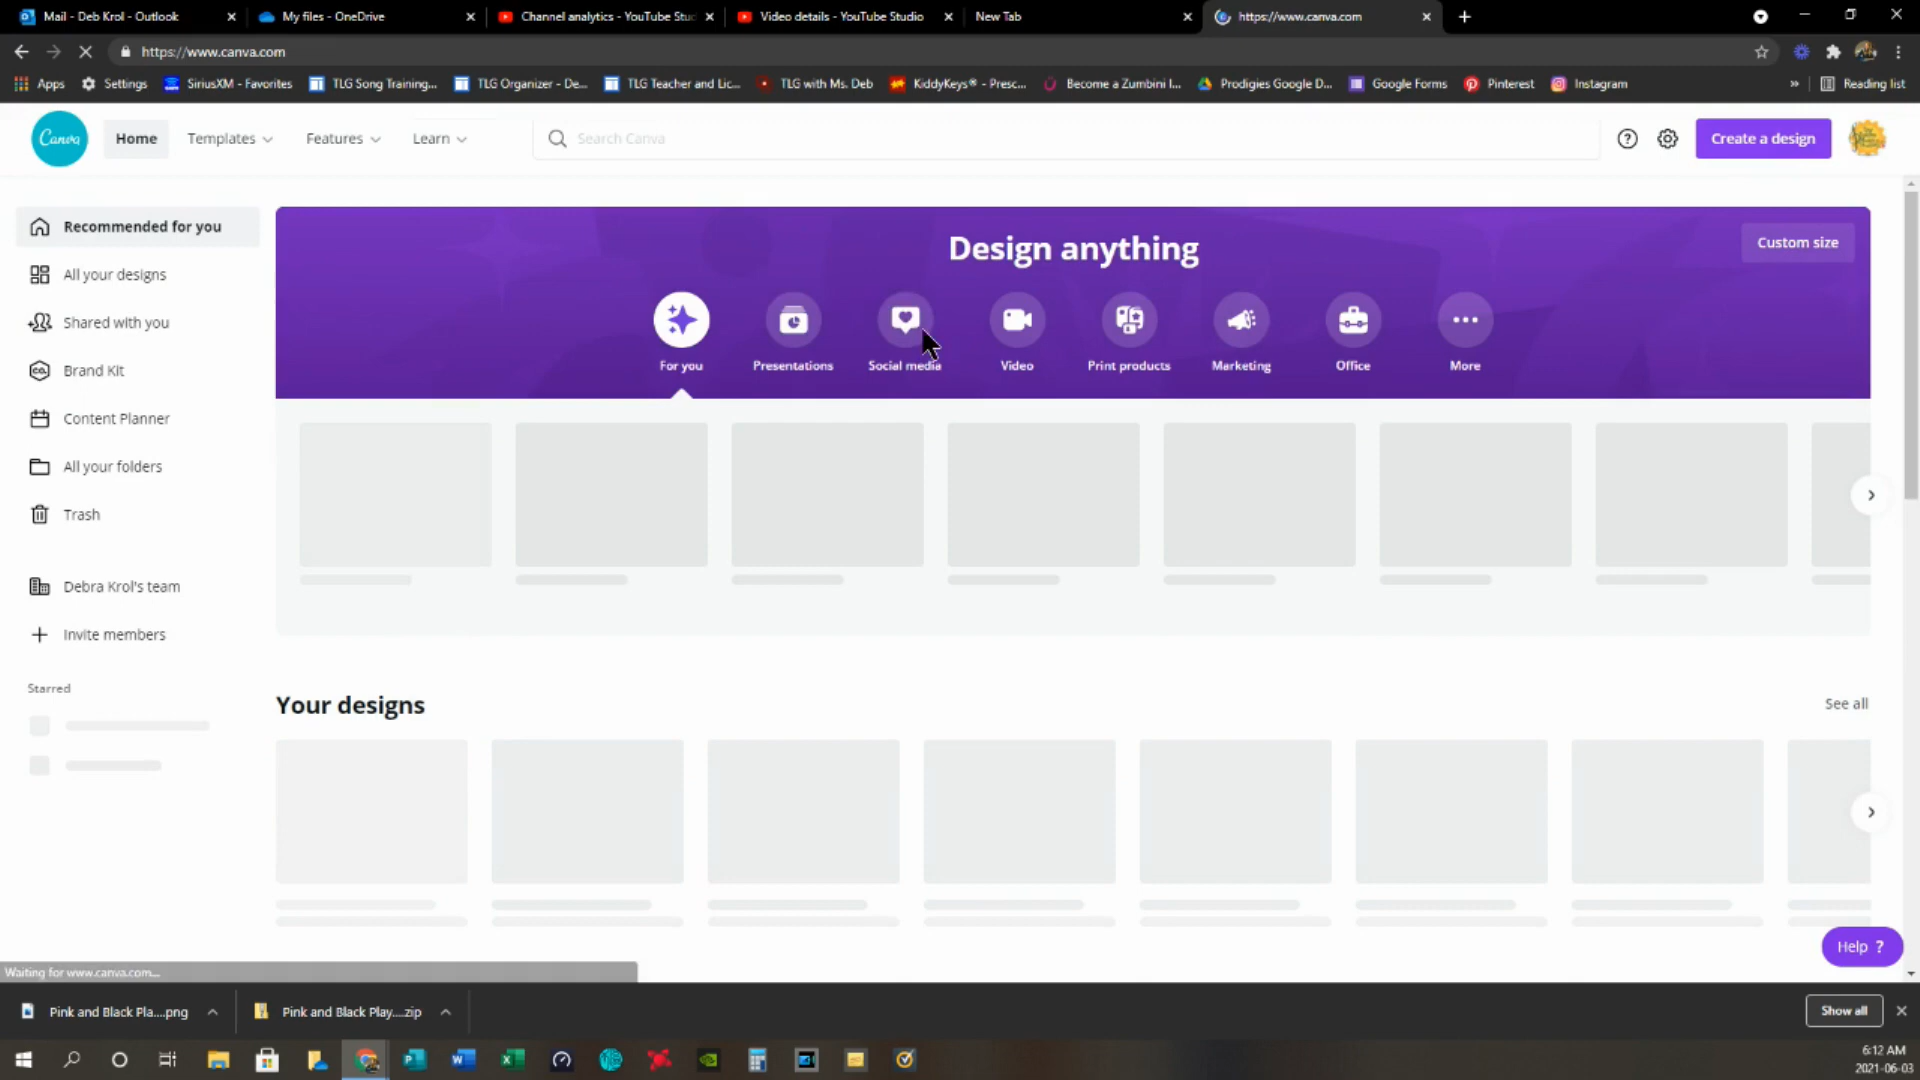 Mail - Deb Krol - Outlook
My files - OneDrive
Channel analytics - YouTube Stu
Video details - YouTube Studio
New Tab
https://www.canva.com
https://www.canva.com
Apps
Settings
SiriusXM - Favorites
TLG Song Training...
TLG Organizer - De...
TLG Teacher and Lic...
TLG with Ms. Deb
KiddyKeys® - Presc...
Become a Zumbini I...
Prodigies Google D...
Google Forms
Pinterest
Instagram
»
Reading list
Canva
Home
Templates
Features
Learn
Search Canva
Create a design
Recommended for you
All your designs
Shared with you
Brand Kit
Content Planner
All your folders
Trash
Debra Krol's team
Invite members
Starred
Design anything
Custom size
For you
Presentations
Social media
Video
Print products
Marketing
Office
More
Your designs
See all
Help ?
Waiting for www.canva.com...
Pink and Black Pla....png
Pink and Black Play....zip
Show all
6:12 AM
2021-06-03